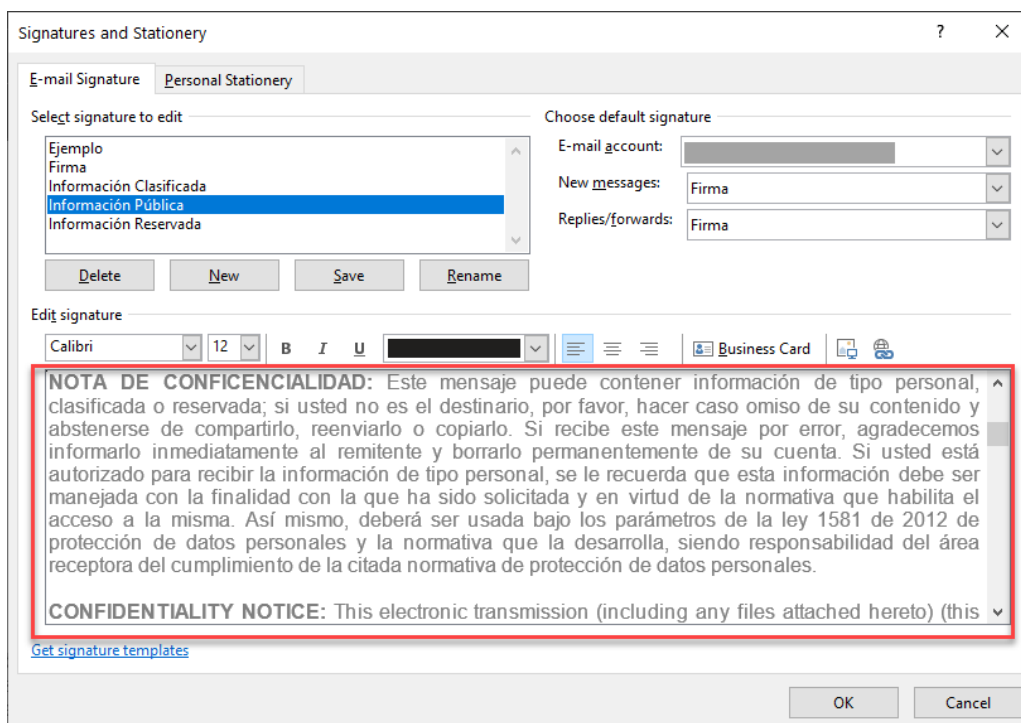 Signatures and Stationery
?
E-mail Signature
Personal Stationery
Select signature to edit
Choose default signature
Ejemplo
Firma
Información Clasificada
Información Pública
Información Reservada
E-mail account:
New messages:
Firma
Replies/forwards:
Firma
Delete
New
Save
Rename
Edit signature
Calibri
12
B
I
U
Business Card
NOTA DE CONFICENCIALIDAD: Este mensaje puede contener información de tipo personal,
clasificada o reservada; si usted no es el destinario, por favor, hacer caso omiso de su contenido y
abstenerse de compartirlo, reenviarlo o copiarlo. Si recibe este mensaje por error, agradecemos
informarlo inmediatamente al remitente y borrarlo permanentemente de su cuenta. Si usted está
autorizado para recibir la información de tipo personal, se le recuerda que esta información debe ser
manejada con la finalidad con la que ha sido solicitada y en virtud de la normativa que habilita el
acceso a la misma. Así mismo, deberá ser usada bajo los parámetros de la ley 1581 de 2012 de
protección de datos personales y la normativa que la desarrolla, siendo responsabilidad del área
receptora del cumplimiento de la citada normativa de protección de datos personales.
CONFIDENTIALITY NOTICE: This electronic transmission (including any files attached hereto) (this
Get signature templates
OK
Cancel